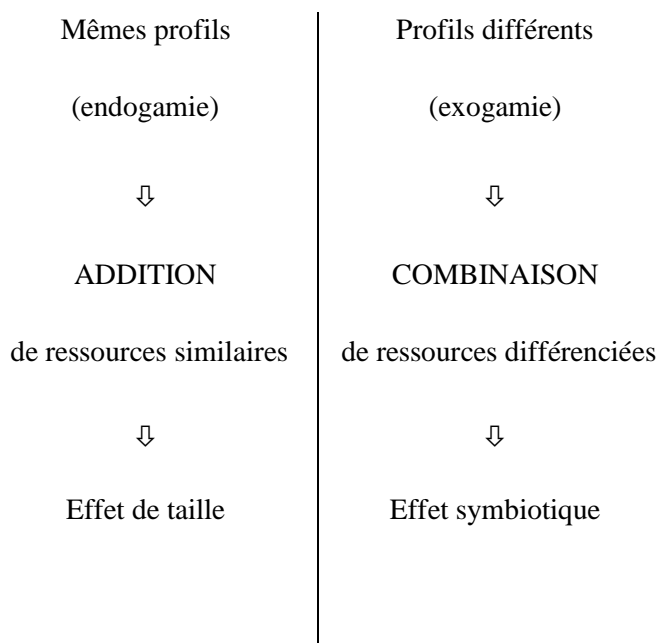 Mêmes profils
(endogamie)
⇩
ADDITION
de ressources similaires
⇩
Effet de taille
Profils différents
(exogamie)
⇩
COMBINAISON
de ressources différenciées
⇩
Effet symbiotique